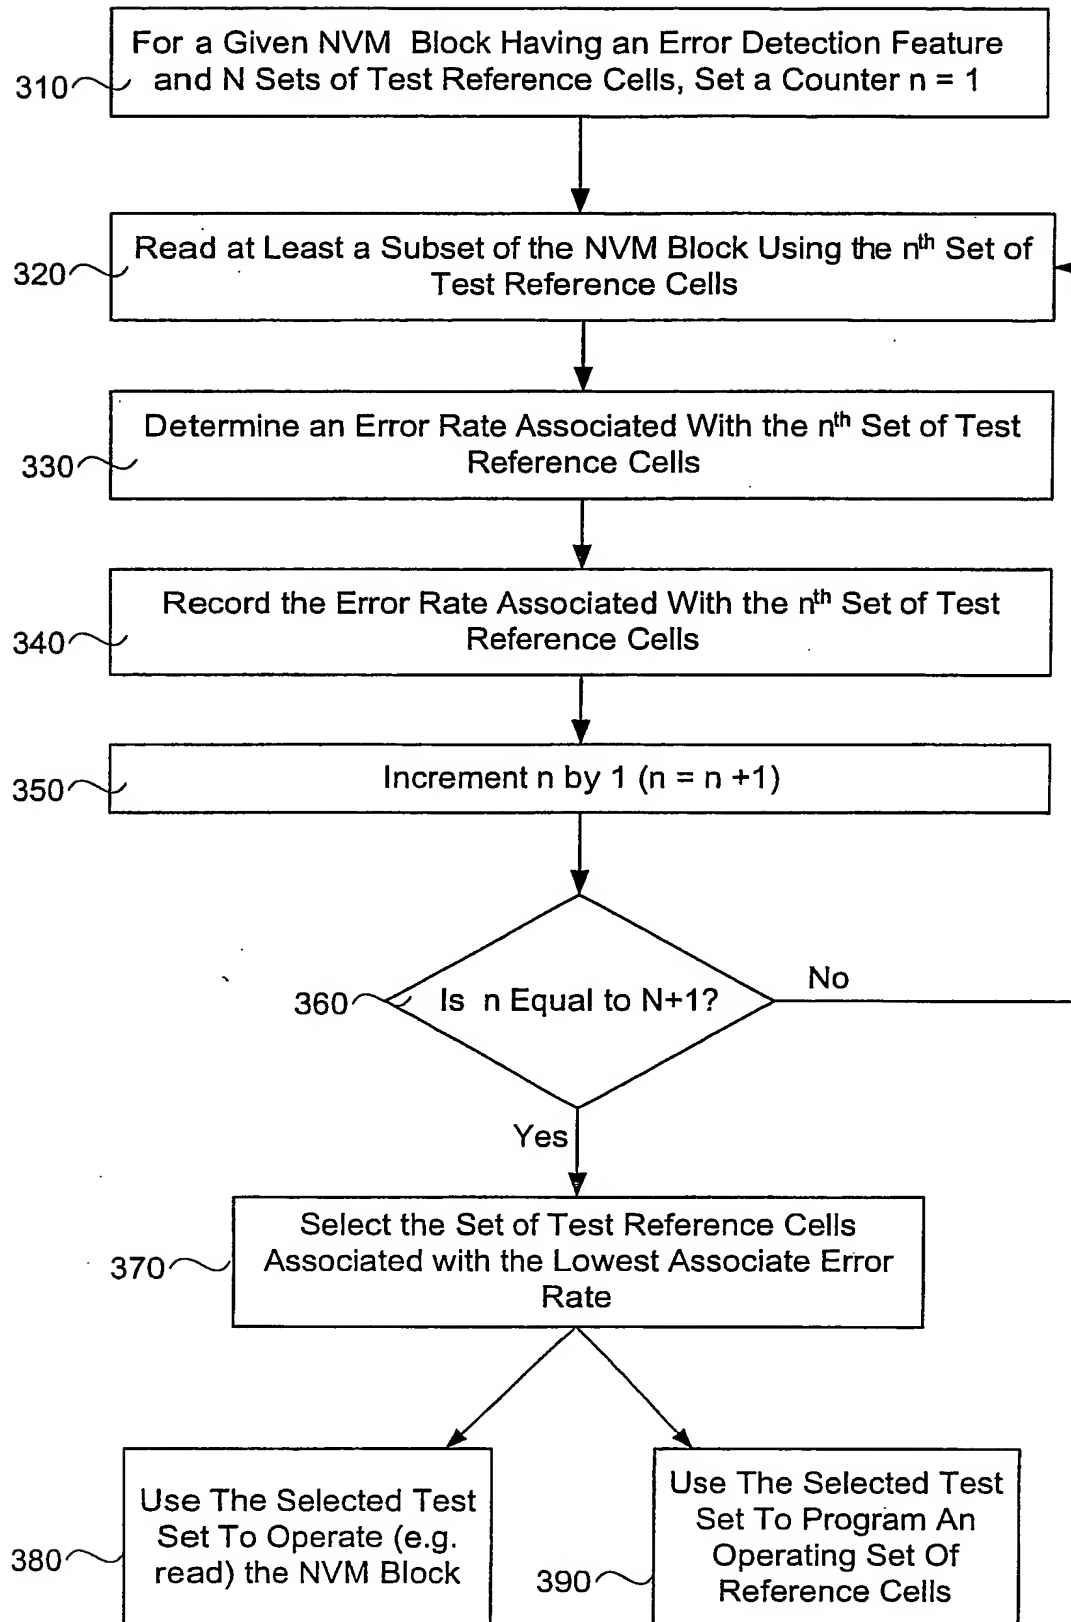 For a Given NVM Block Having an Error Detection Feature
and N Sets of Test Reference Cells, Set a Counter n = 1
310
Read at Least a Subset of the NVM Block Using the nth Set of
Test Reference Cells
320
Determine an Error Rate Associated With the nth Set of Test
Reference Cells
330
Record the Error Rate Associated With the nth Set of Test
Reference Cells
340
Increment n by 1 (n = n +1)
350
No
Is n Equal to N+1?
360
Yes
Select the Set of Test Reference Cells
Associated with the Lowest Associate Error
Rate
370
Use The Selected Test
Set To Operate (e.g.
read) the NVM Block
380
Use The Selected Test
Set To Program An
Operating Set Of
Reference Cells
390